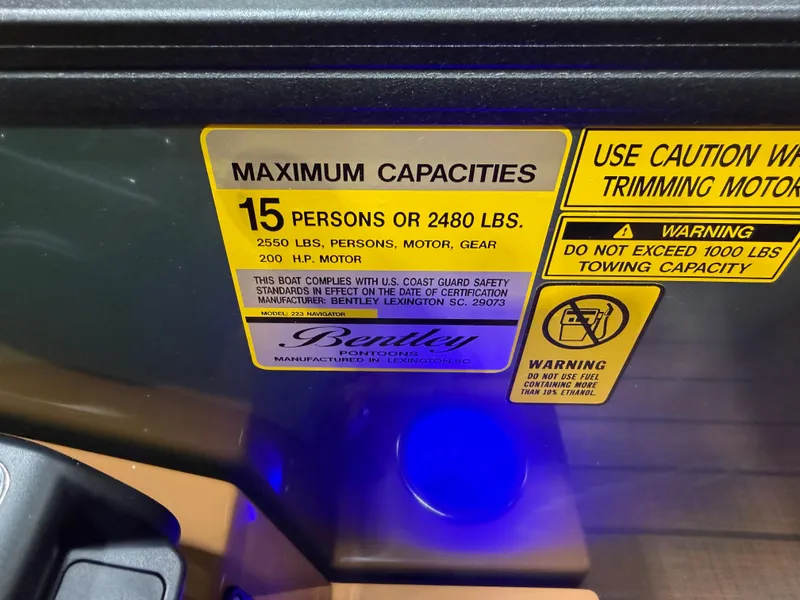 MAXIMUM CAPACITIES
15 PERSONS OR 2480 LBS.
2550 LBS, PERSONS, MOTOR, GEAR
200 H.P. MOTOR
THIS BOAT COMPLIES WITH U.S. COAST GUARD SAFETY
STANDARDS IN EFFECT ON THE DATE OF CERTIFICATION
MANUFACTURER: BENTLEY LEXINGTON SC. 29073
MODEL: 223 NAVIGATOR
Bentley
PONTOONS
MANUFACTURED IN LEXINGTON, SC
USE CAUTION WH
TRIMMING MOTOR
WARNING
DO NOT EXCEED 1000 LBS
TOWING CAPACITY
WARNING
DO NOT USE FUEL
CONTAINING MORE
THAN 10% ETHANOL.